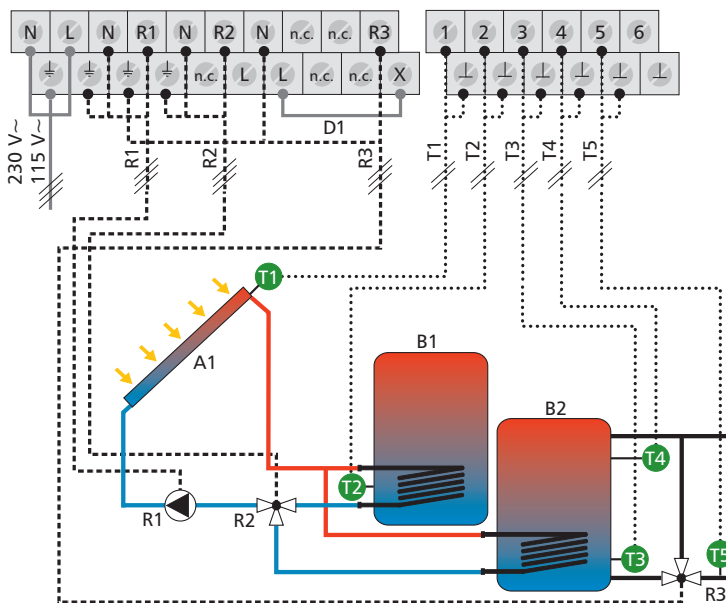 N L N R1 N R2 N n.c. n.c. R3
n.c. L L n.c. n.c. X
1 2 3 4 5 6
D1
230 V~
115 V~
R1
R2
R3
T1
T2
T3
T4
T5
T1
A1
B1
B2
T2
T4
T3
T5
R1
R2
R3